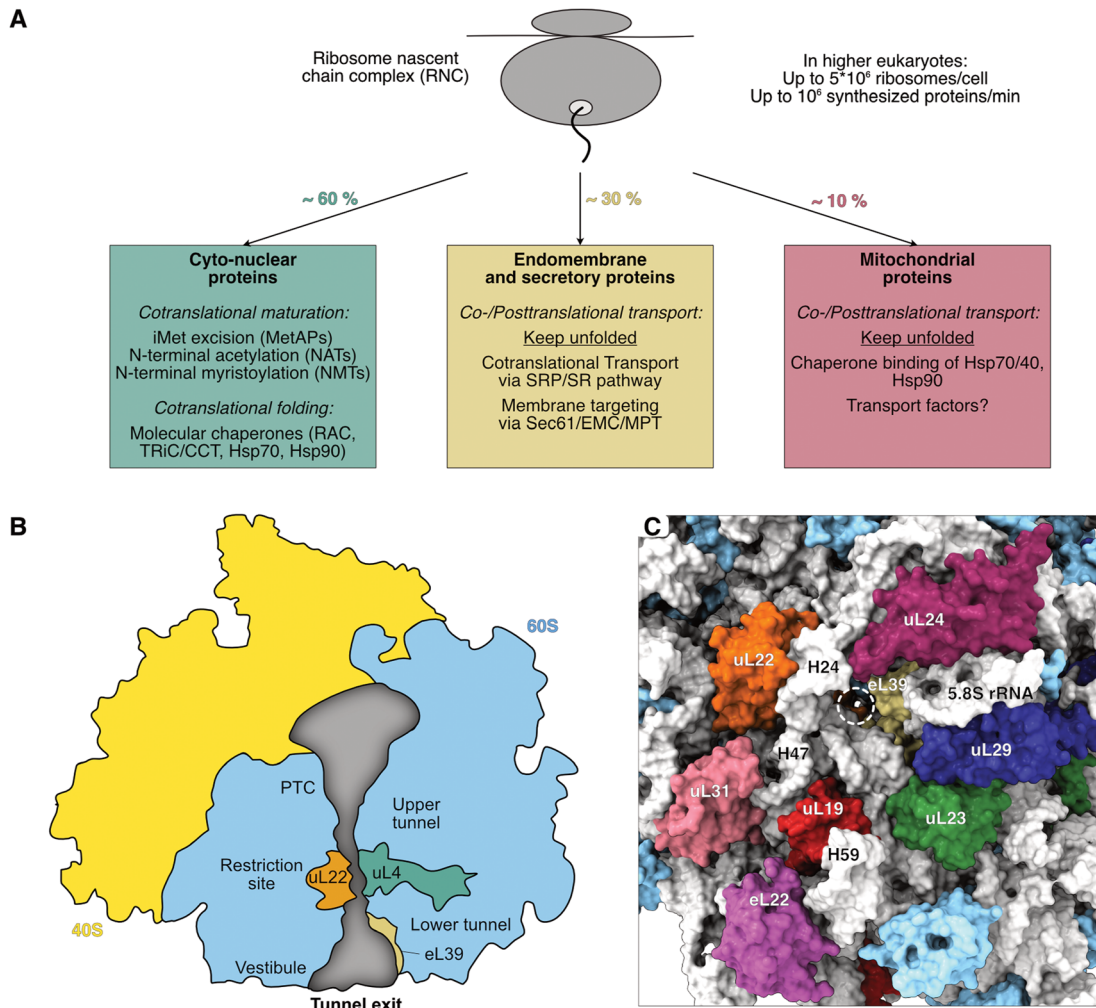 A
Ribosome nascent
chain complex (RNC)
In higher eukaryotes:
Up to 5*10⁶ ribosomes/cell
Up to 10⁶ synthesized proteins/min
~ 60 %
~ 30 %
~ 10 %
Cyto-nuclear
proteins
Cotranslational maturation:
iMet excision (MetAPs)
N-terminal acetylation (NATs)
N-terminal myristoylation (NMTs)
Cotranslational folding:
Molecular chaperones (RAC,
TRiC/CCT, Hsp70, Hsp90)
Endomembrane
and secretory proteins
Co-/Posttranslational transport:
Keep unfolded
Cotranslational Transport
via SRP/SR pathway
Membrane targeting
via Sec61/EMC/MPT
Mitochondrial
proteins
Co-/Posttranslational transport:
Keep unfolded
Chaperone binding of Hsp70/40,
Hsp90
Transport factors?
B
60S
PTC
Upper
tunnel
Restriction
site
uL22
uL4
Lower tunnel
40S
eL39
Vestibule
Tunnel exit
C
uL24
uL22
H24
eL39
5.8S rRNA
uL29
H47
uL31
uL19
uL23
H59
eL22